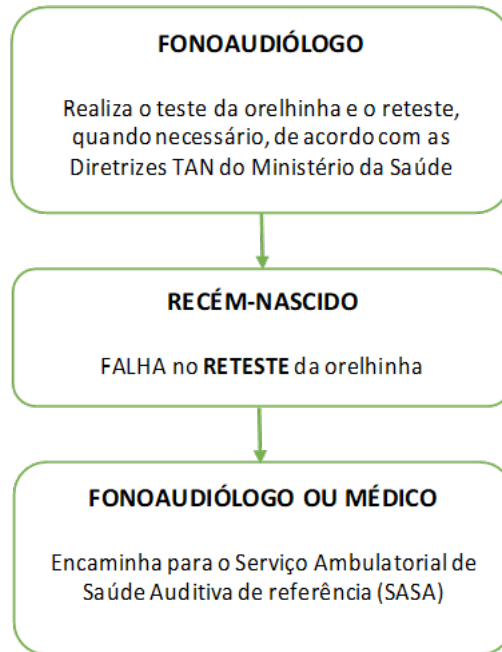 FONOAUDIÓLOGO
Realiza o teste da orelhinha e o reteste,
quando necessário, de acordo com as
Diretrizes TAN do Ministério da Saúde
RECÉM-NASCIDO
FALHA no RETESTE da orelhinha
FONOAUDIÓLOGO OU MÉDICO
Encaminha para o Serviço Ambulatorial de
Saúde Auditiva de referência (SASA)